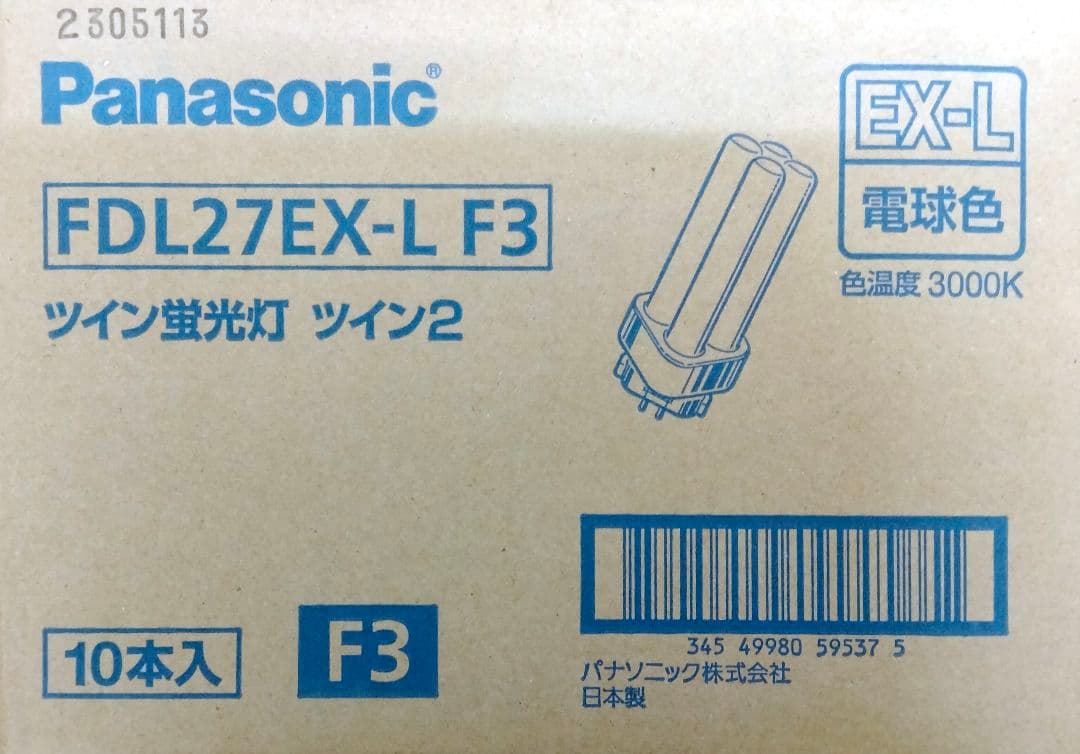 2305113
Panasonic®
EX-L
電球色
色温度 3000K
FDL27EX-L F3
ツイン蛍光灯 ツイン2
10本入
F3
345 49980 59537 5
パナソニック株式会社
日本製